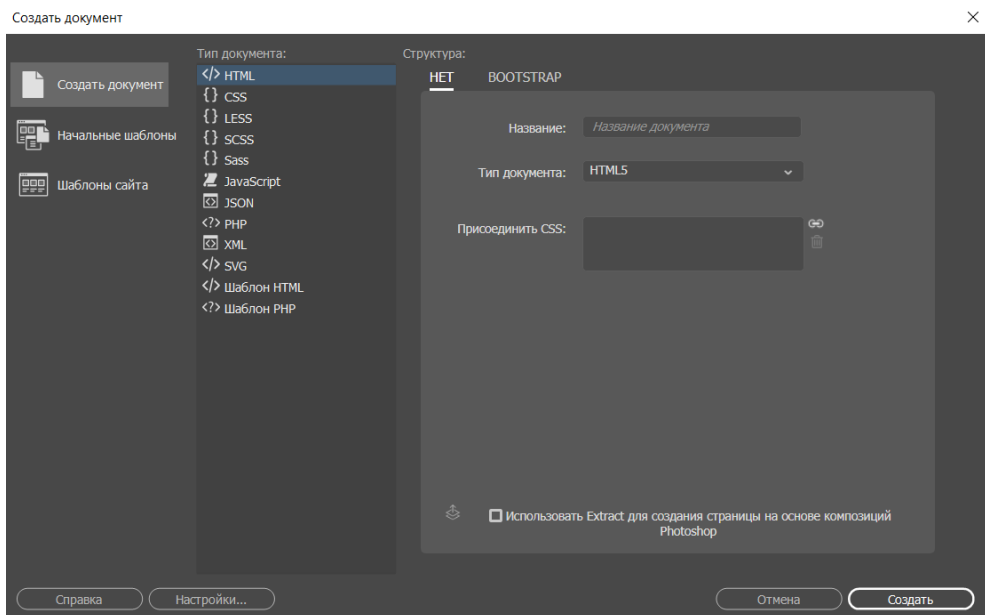 Создать документ
Создать документ
Начальные шаблоны
Шаблоны сайта
Тип документа:
HTML
CSS
LESS
SCSS
Sass
JavaScript
JSON
PHP
XML
SVG
Шаблон HTML
Шаблон PHP
Структура:
НЕТ BOOTSTRAP
Название: Название документа
Тип документа: HTML5
Присоединить CSS:
Использовать Extract для создания страницы на основе композиций
Photoshop
Справка Настройки... Отмена Создать